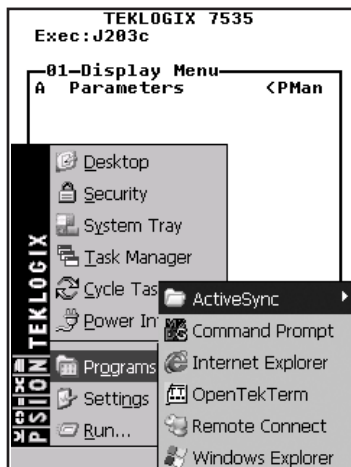 TEKLOGIX 7535
Exec:J203c
01—Display Menu
A Parameters <PMan
PSION TEKLOGIX
Desktop
Security
System Tray
Task Manager
Cycle Tas
Power In
Programs
Settings
Run...
ActiveSync
Command Prompt
Internet Explorer
OpenTekTerm
Remote Connect
Windows Explorer